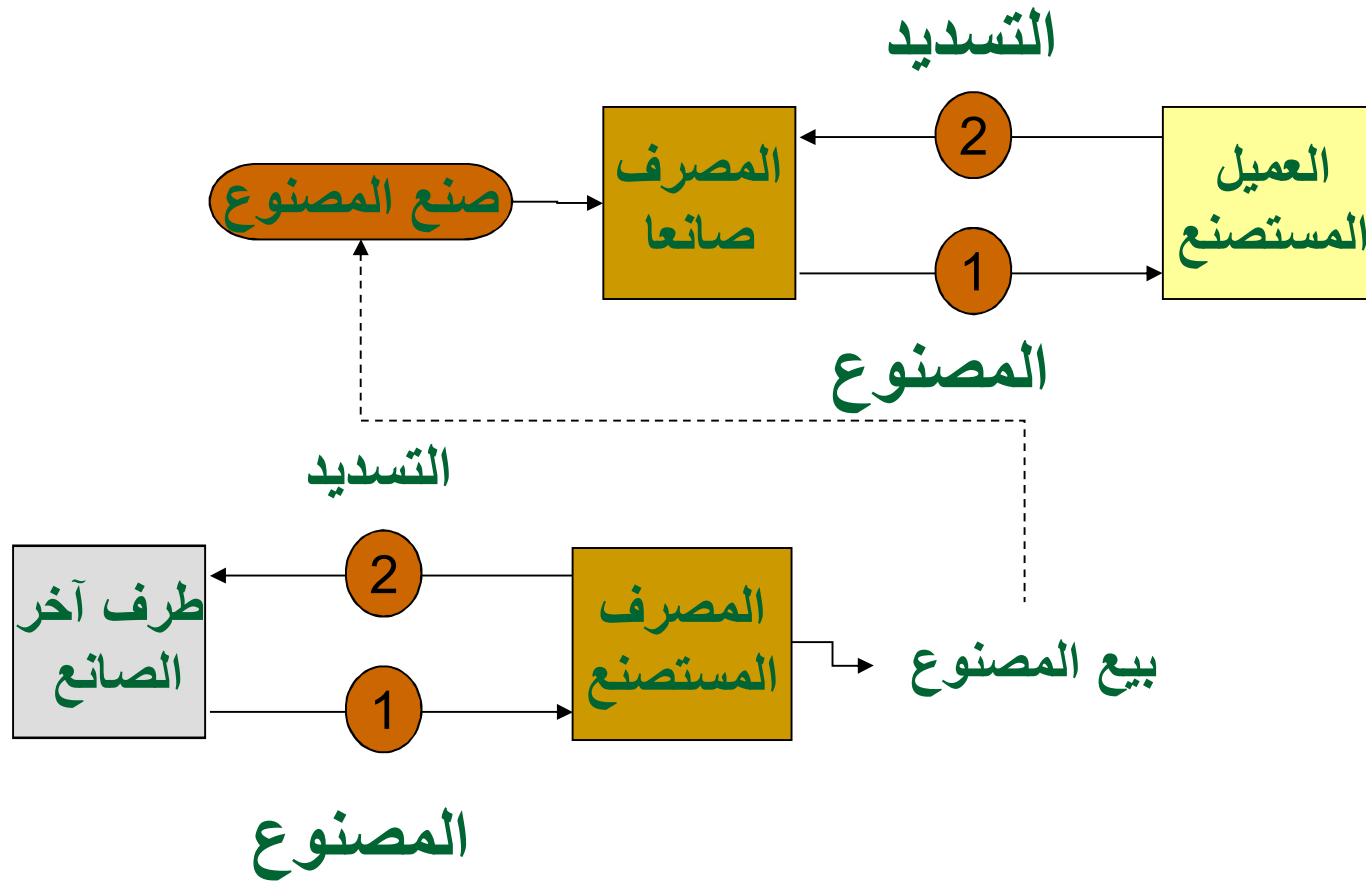 التسديد
العميل
المستصنع
2
1
المصرف
صانعا
صنع المصنوع
المصنوع
التسديد
بيع المصنوع
المصرف
المستصنع
2
1
طرف آخر
الصانع
المصنوع